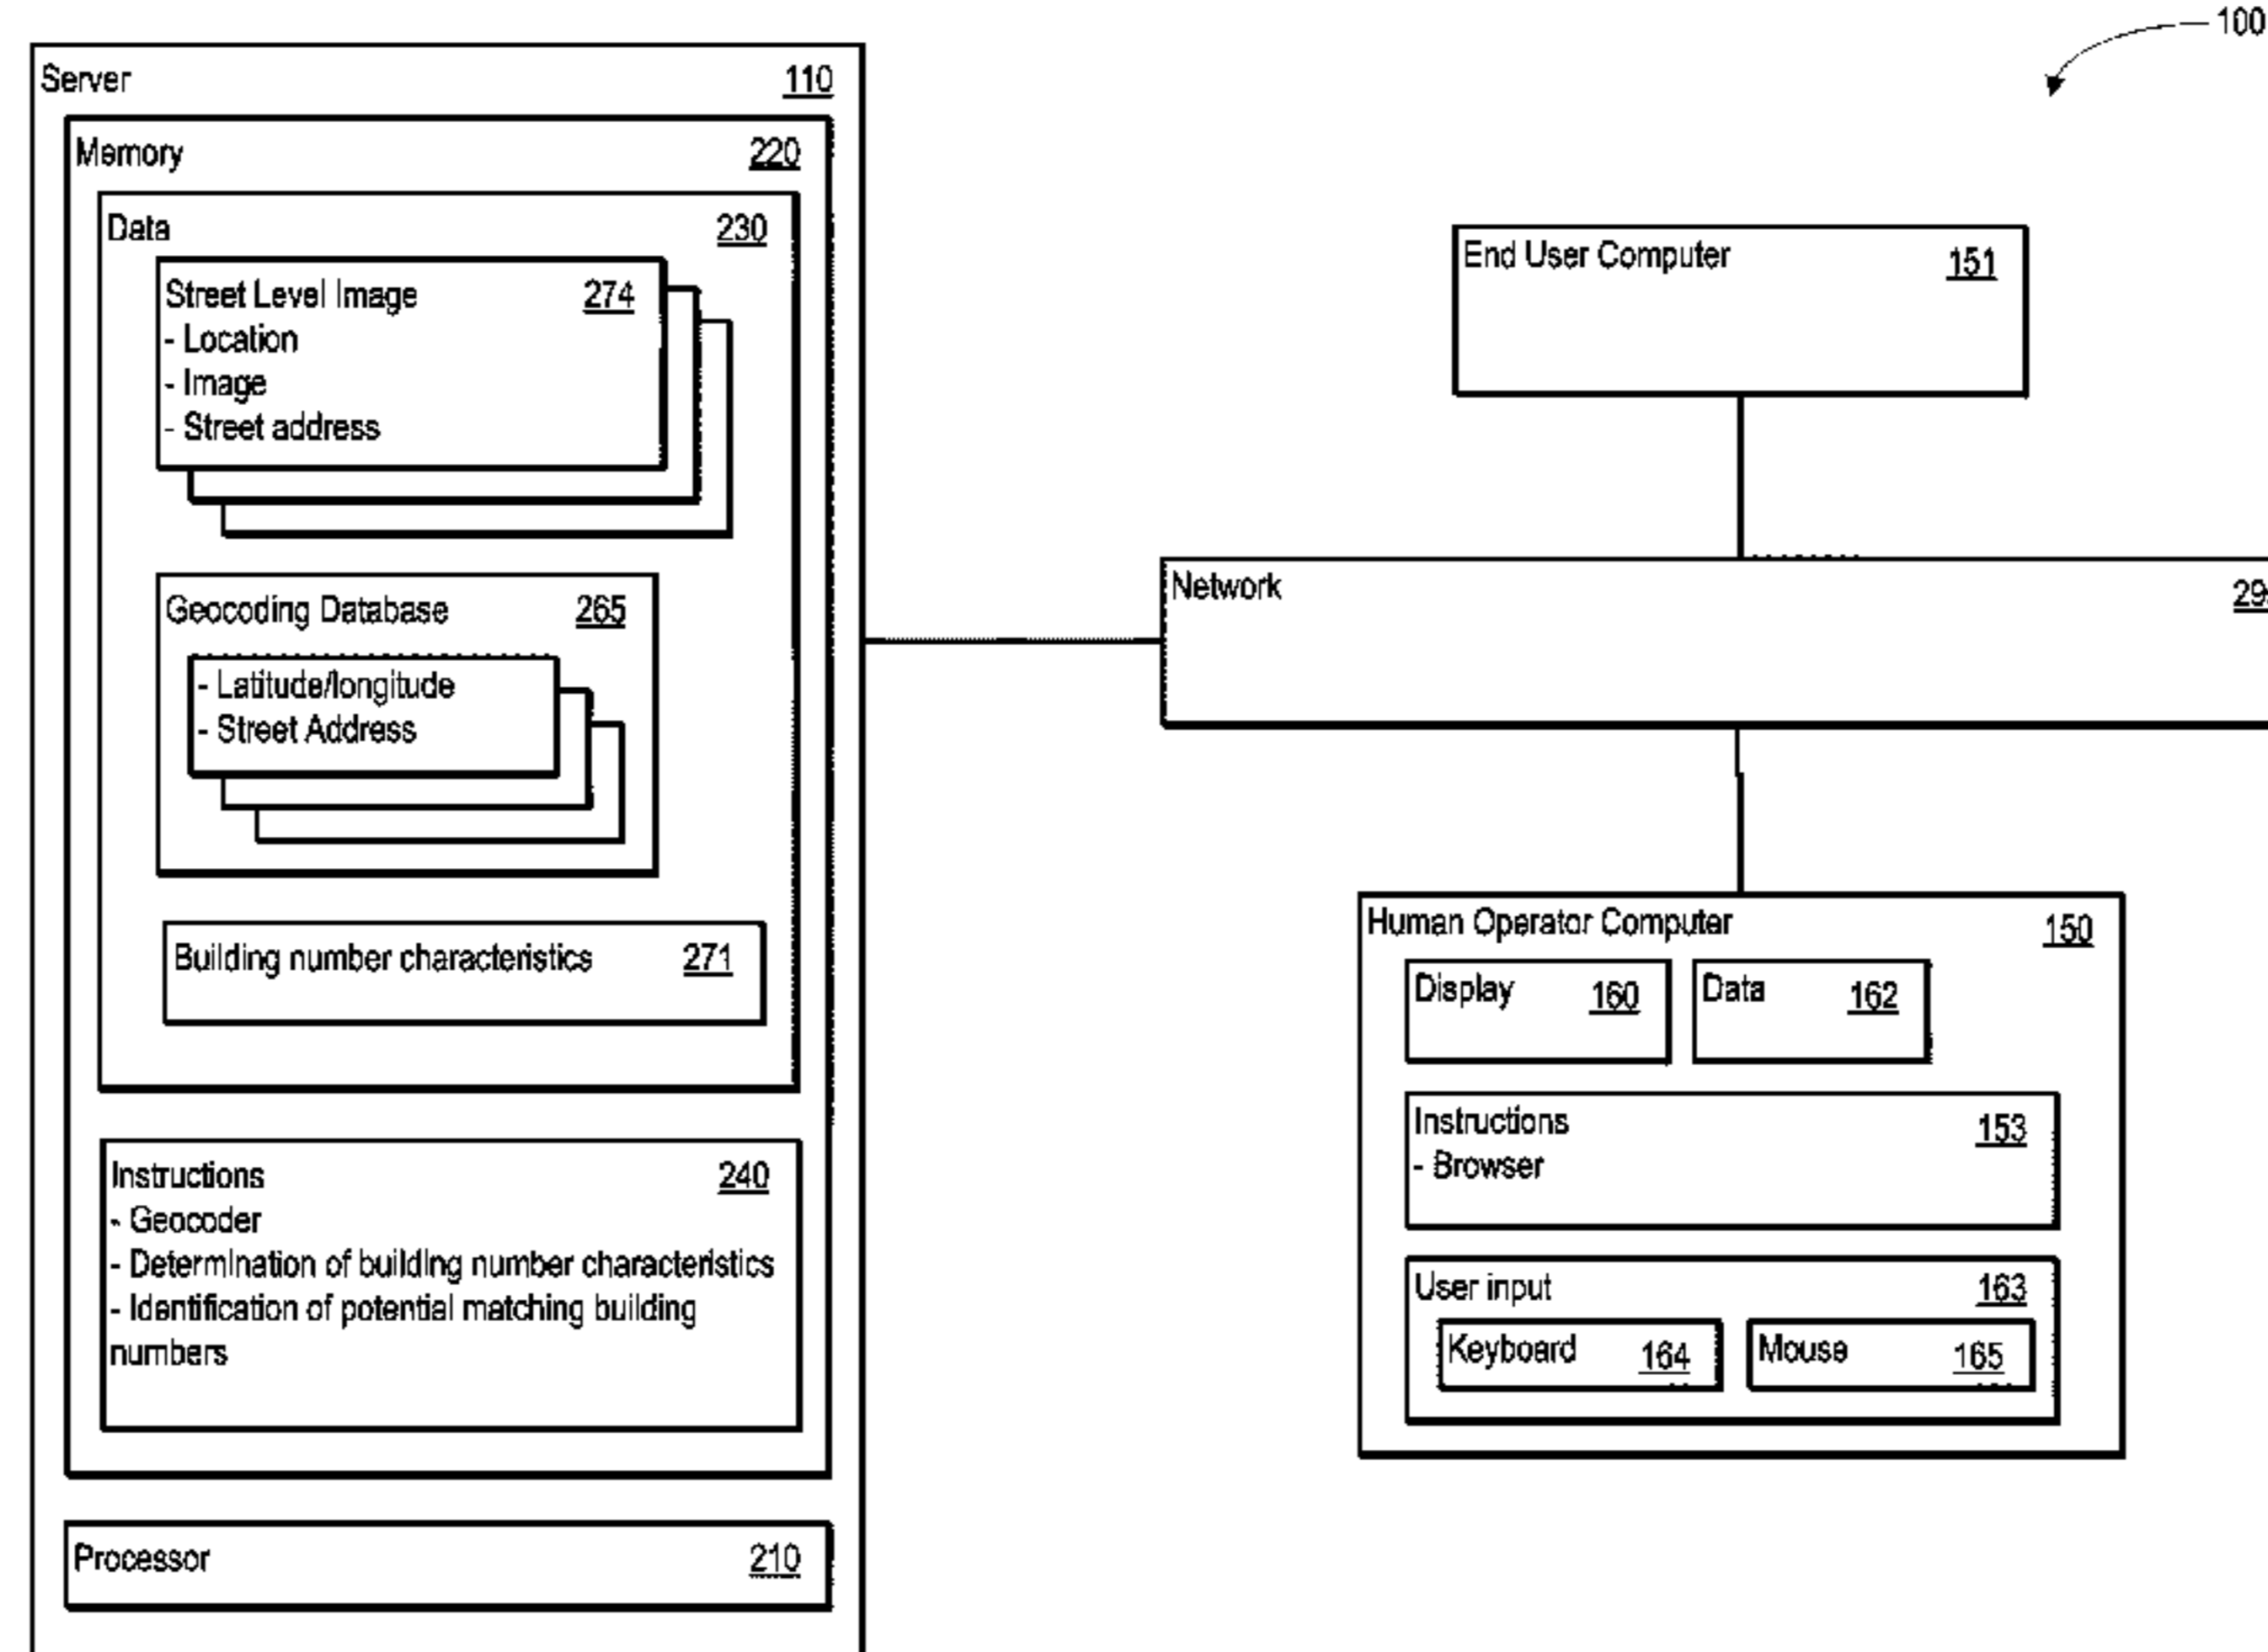 100
Server 110
Memory 220
Data 230
Street Level Image 274
- Location
- Image
- Street address
Geocoding Database 265
- Latitude/longitude
- Street Address
Building number characteristics 271
Instructions 240
- Geocoder
- Determination of building number characteristics
- Identification of potential matching building
numbers
Processor 210
End User Computer 151
Network
Human Operator Computer 150
Display 160
Data 162
Instructions 153
- Browser
User input 163
Keyboard 164
Mouse 165